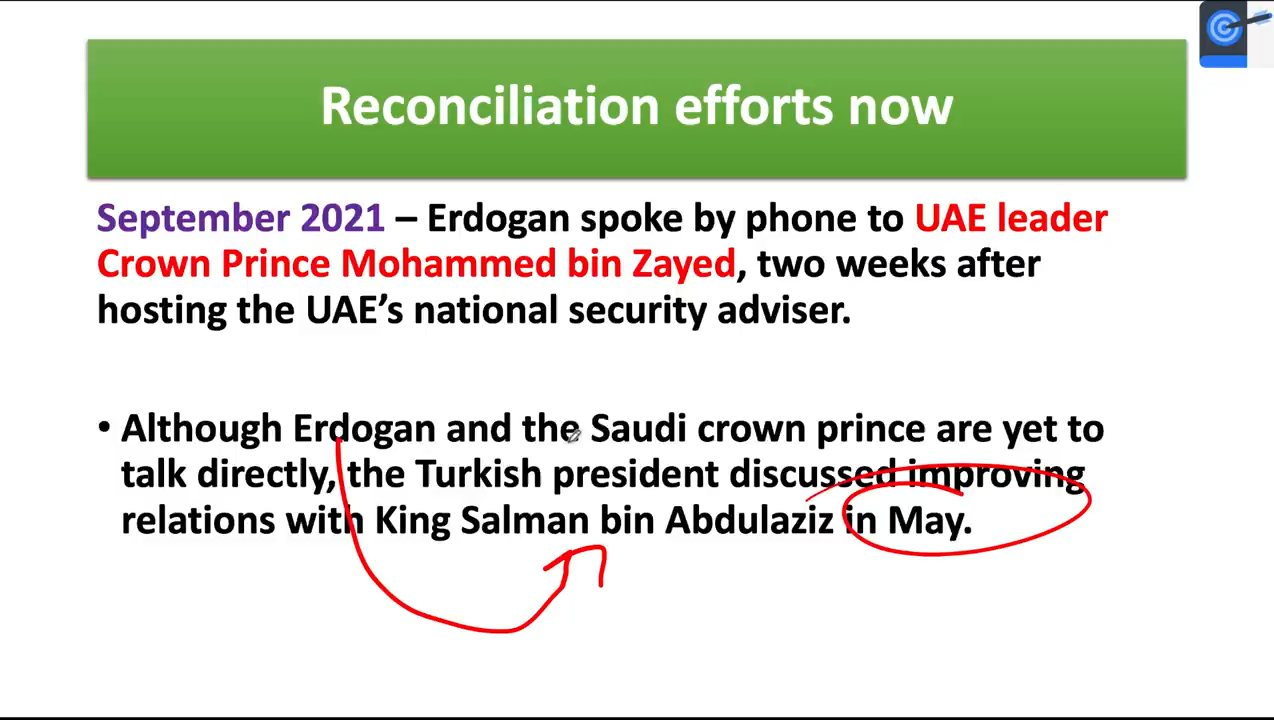 Reconciliation efforts now
September 2021 – Erdogan spoke by phone to UAE leader
Crown Prince Mohammed bin Zayed, two weeks after
hosting the UAE’s national security adviser.
• Although Erdogan and the Saudi crown prince are yet to
talk directly, the Turkish president discussed improving
relations with King Salman bin Abdulaziz in May.